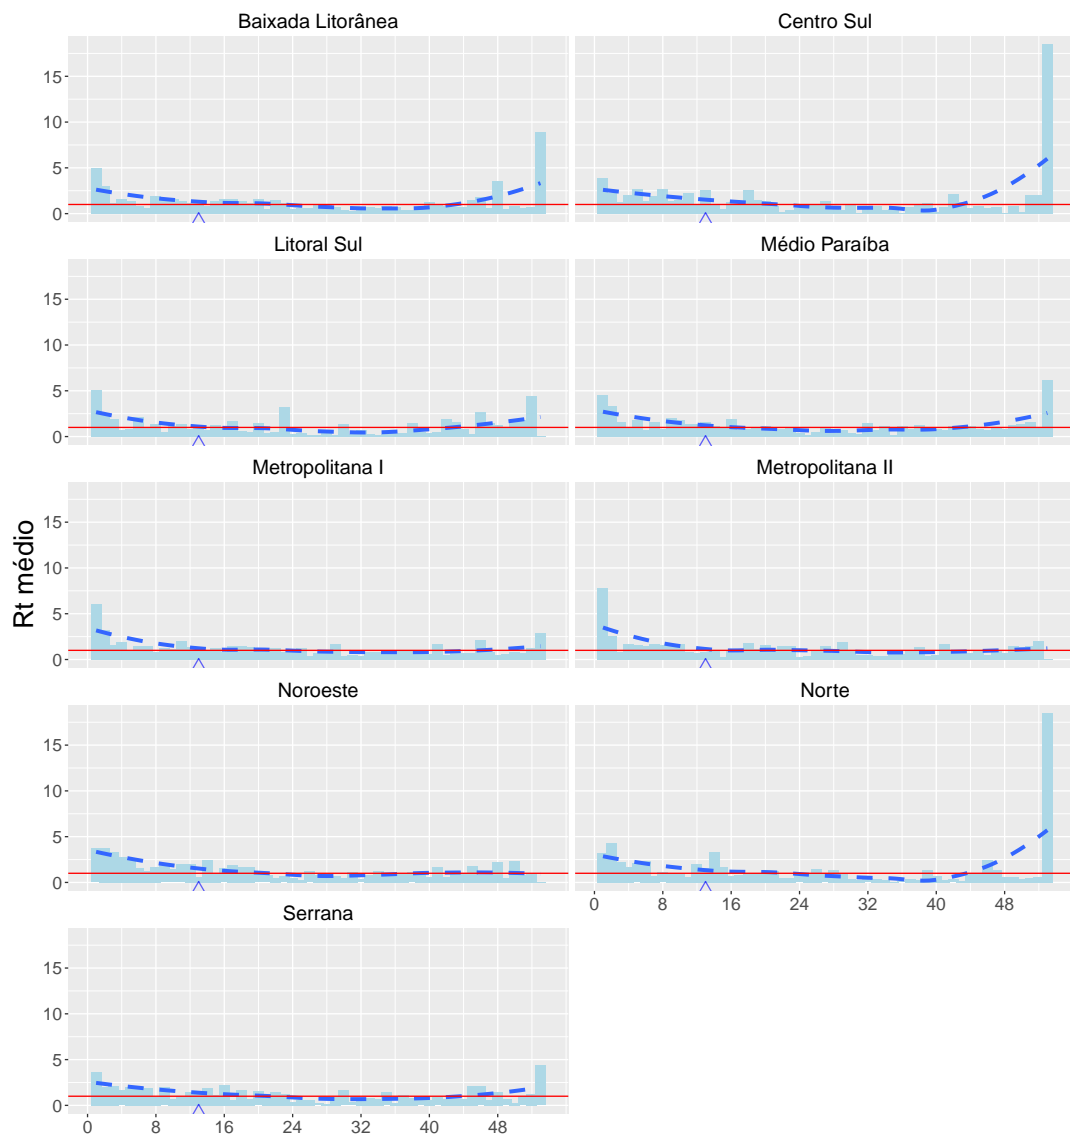 Baixada Litorânea
Centro Sul
15
10
5
0
Litoral Sul
Médio Paraíba
15
10
5
0
Metropolitana I
Metropolitana II
Rt médio
15
10
5
0
Noroeste
Norte
15
10
5
0
0 8 16 24 32 40 48
Serrana
15
10
5
0
0 8 16 24 32 40 48